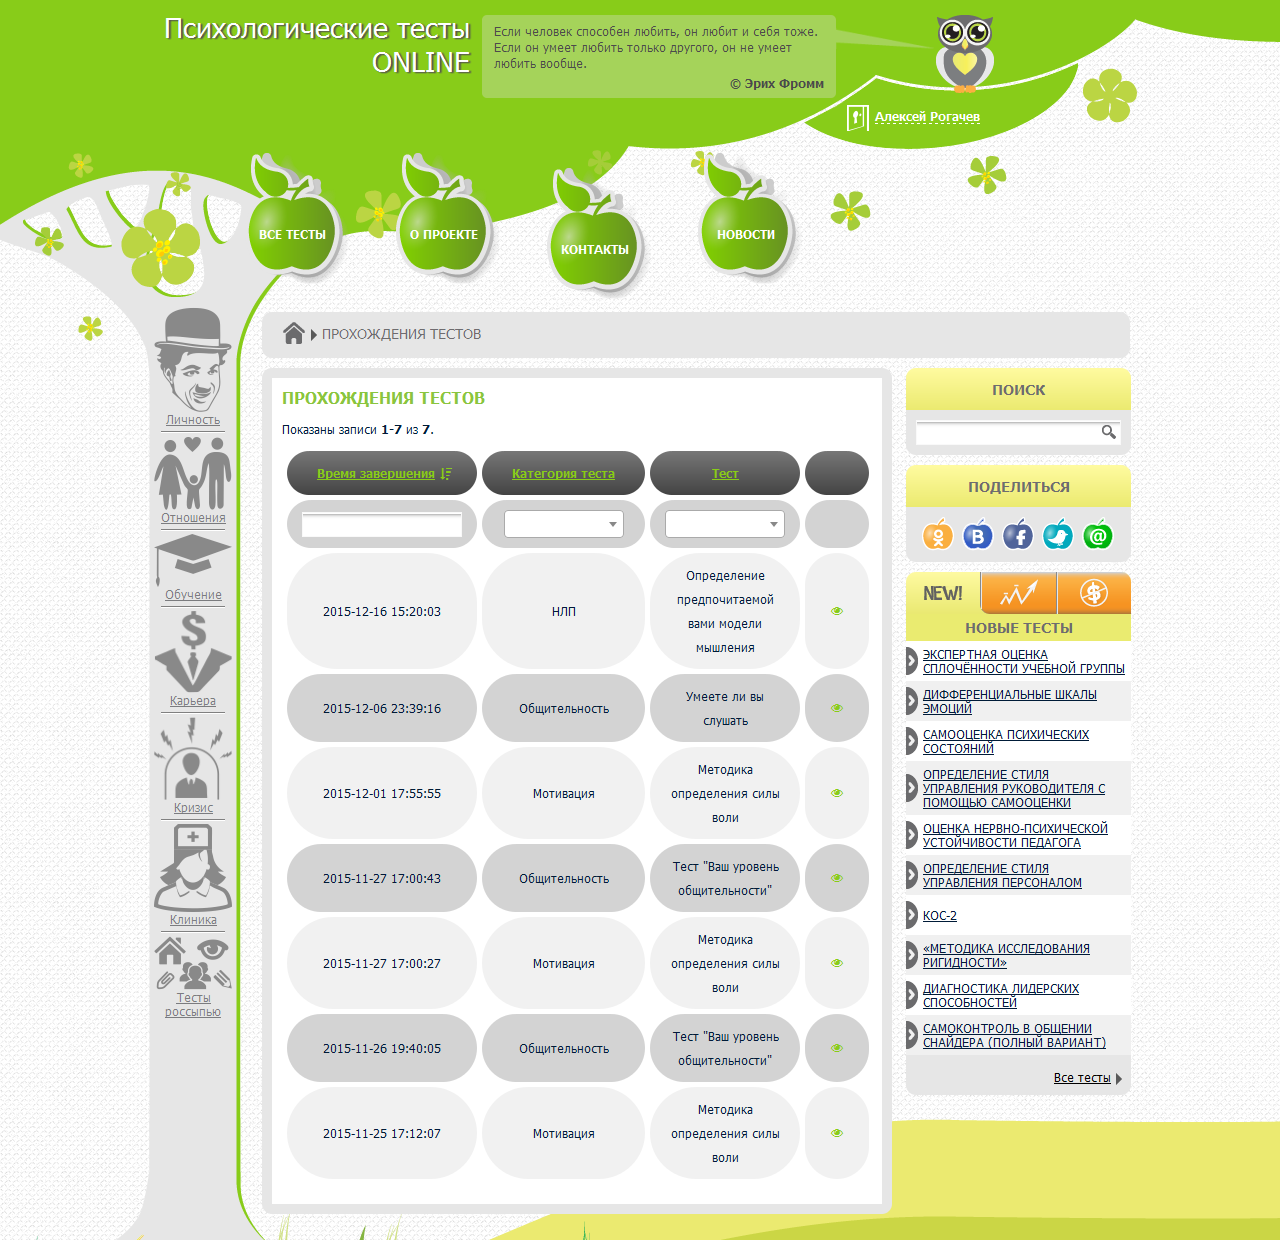 Психологические тесты
ONLINE
Если человек способен любить, он любит и себя тоже.
Если он умеет любить только другого, он не умеет
любить вообще.
© Эрих Фромм
Алексей Рогачев
ВСЕ ТЕСТЫ
О ПРОЕКТЕ
КОНТАКТЫ
НОВОСТИ
ПРОХОЖДЕНИЯ ТЕСТОВ
Личность
Отношения
Обучение
Карьера
Кризис
Клиника
Тесты
россыпью
ПРОХОЖДЕНИЯ ТЕСТОВ
Показаны записи 1-7 из 7.
Время завершения Категория теста Тест
2015-12-16 15:20:03 НЛП Определение
предпочитаемой
вами модели
мышления
2015-12-06 23:39:16 Общительность Умеете ли вы
слушать
2015-12-01 17:55:55 Мотивация Методика
определения силы
воли
2015-11-27 17:00:43 Общительность Тест "Ваш уровень
общительности"
2015-11-27 17:00:27 Мотивация Методика
определения силы
воли
2015-11-26 19:40:05 Общительность Тест "Ваш уровень
общительности"
2015-11-25 17:12:07 Мотивация Методика
определения силы
воли
ПОИСК
ПОДЕЛИТЬСЯ
В f @
NEW! $
НОВЫЕ ТЕСТЫ
ЭКСПЕРТНАЯ ОЦЕНКА
СПЛОЧЁННОСТИ УЧЕБНОЙ ГРУППЫ
ДИФФЕРЕНЦИАЛЬНЫЕ ШКАЛЫ
ЭМОЦИЙ
САМООЦЕНКА ПСИХИЧЕСКИХ
СОСТОЯНИЙ
ОПРЕДЕЛЕНИЕ СТИЛЯ
УПРАВЛЕНИЯ РУКОВОДИТЕЛЯ С
ПОМОЩЬЮ САМООЦЕНКИ
ОЦЕНКА НЕРВНО-ПСИХИЧЕСКОЙ
УСТОЙЧИВОСТИ ПЕДАГОГА
ОПРЕДЕЛЕНИЕ СТИЛЯ
УПРАВЛЕНИЯ ПЕРСОНАЛОМ
КОС-2
«МЕТОДИКА ИССЛЕДОВАНИЯ
РИГИДНОСТИ»
ДИАГНОСТИКА ЛИДЕРСКИХ
СПОСОБНОСТЕЙ
САМОКОНТРОЛЬ В ОБЩЕНИИ
СНАЙДЕРА (ПОЛНЫЙ ВАРИАНТ)
Все тесты